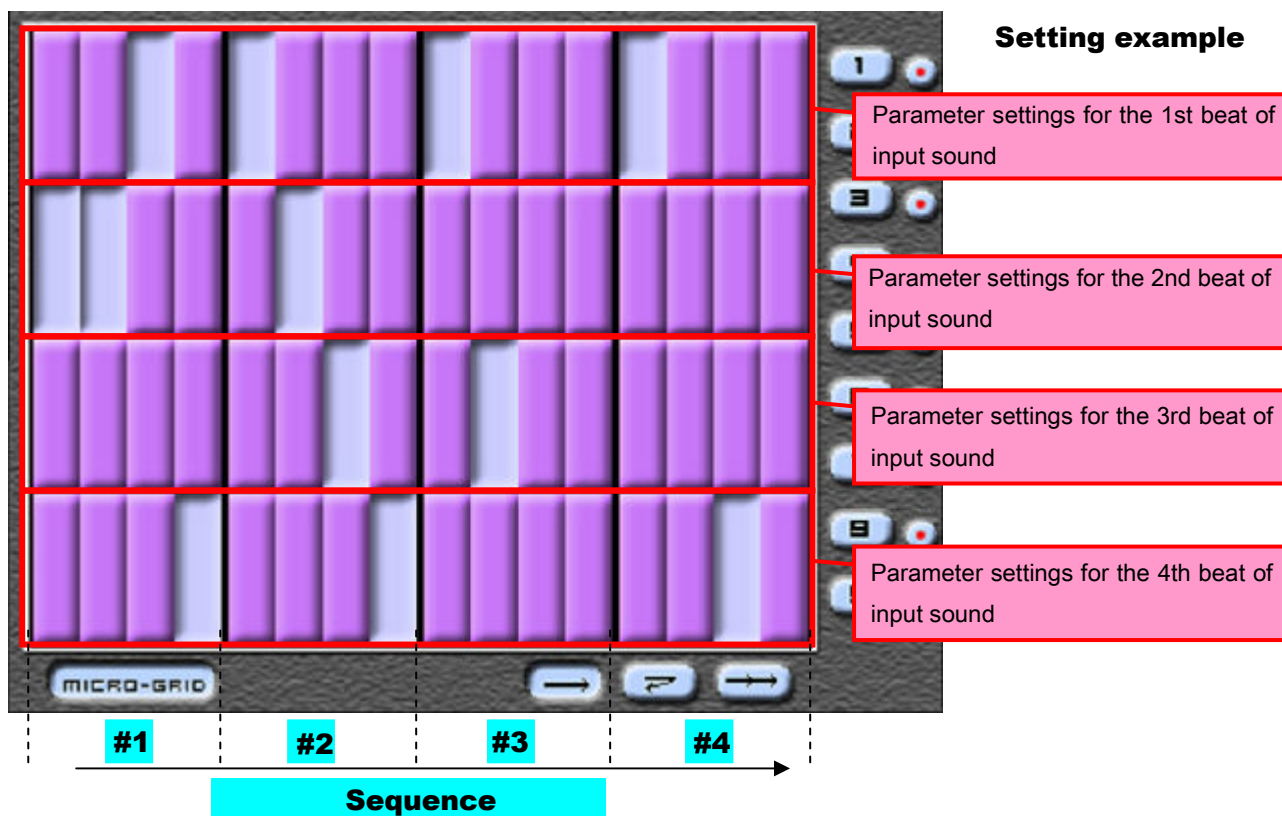 Setting example
1
Parameter settings for the 1st beat of
input sound
3
Parameter settings for the 2nd beat of
input sound
Parameter settings for the 3rd beat of
input sound
9
Parameter settings for the 4th beat of
input sound
MICRO-GRID
#1 #2 #3 #4
Sequence